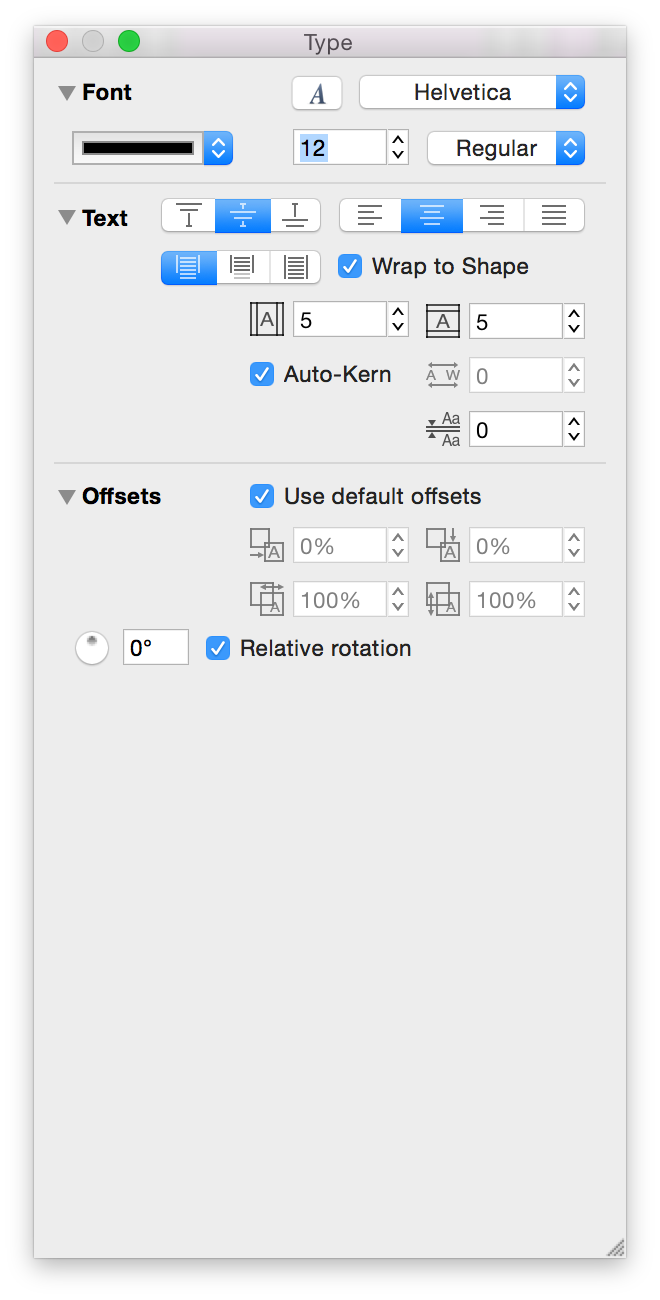 Type
Font A Helvetica
12 Regular
Text
Wrap to Shape
A 5 A 5
Auto-Kern A W 0
Aa
Aa 0
Offsets Use default offsets
A 0% A 0%
A 100% A 100%
0° Relative rotation